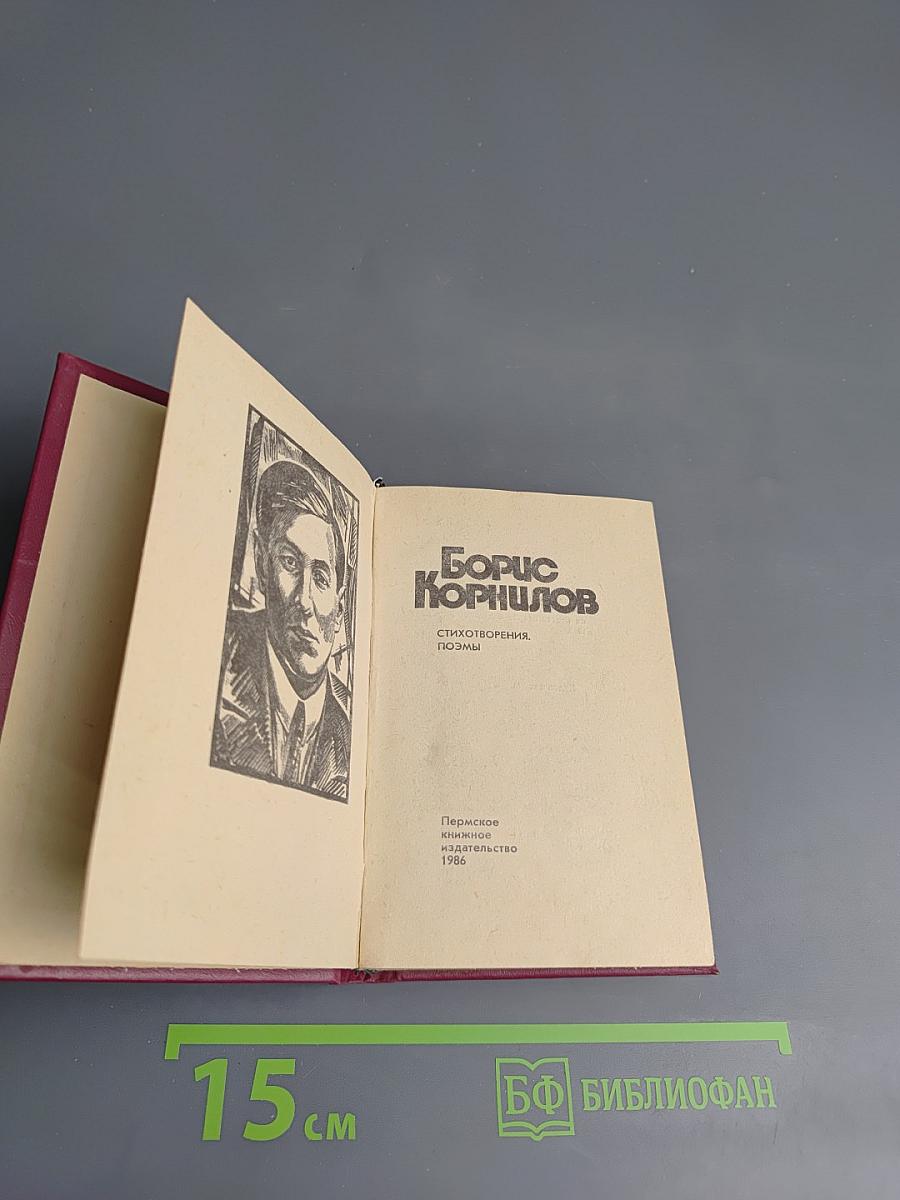 Борис
Корнилов
СТИХОТВОРЕНИЯ.
ПОЭМЫ
Пермское
книжное
издательство
1986
15 см
БФ БИБЛИОФАН